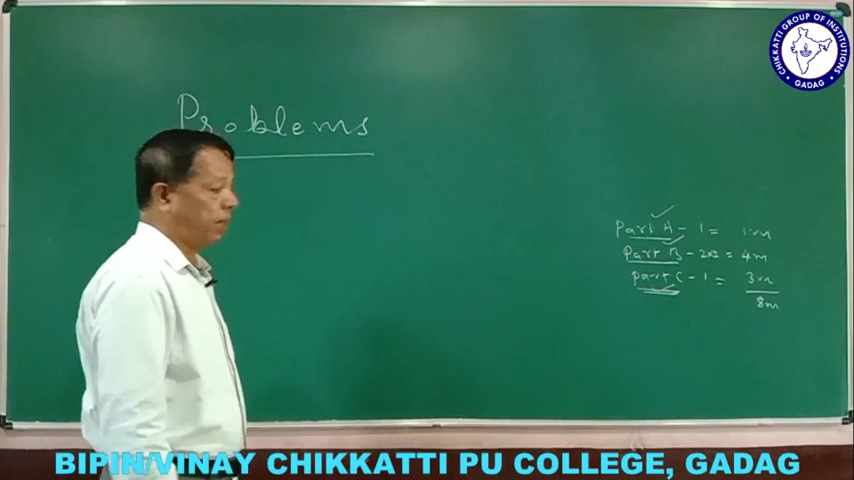 Problems
Part A - 1 = 1m
Part B - 2x2 = 4m
Part C - 1 = 3m
8m
CHIKKATTI GROUP OF INSTITUTIONS
GADAG
BIPIN/VINAY CHIKKATTI PU COLLEGE, GADAG